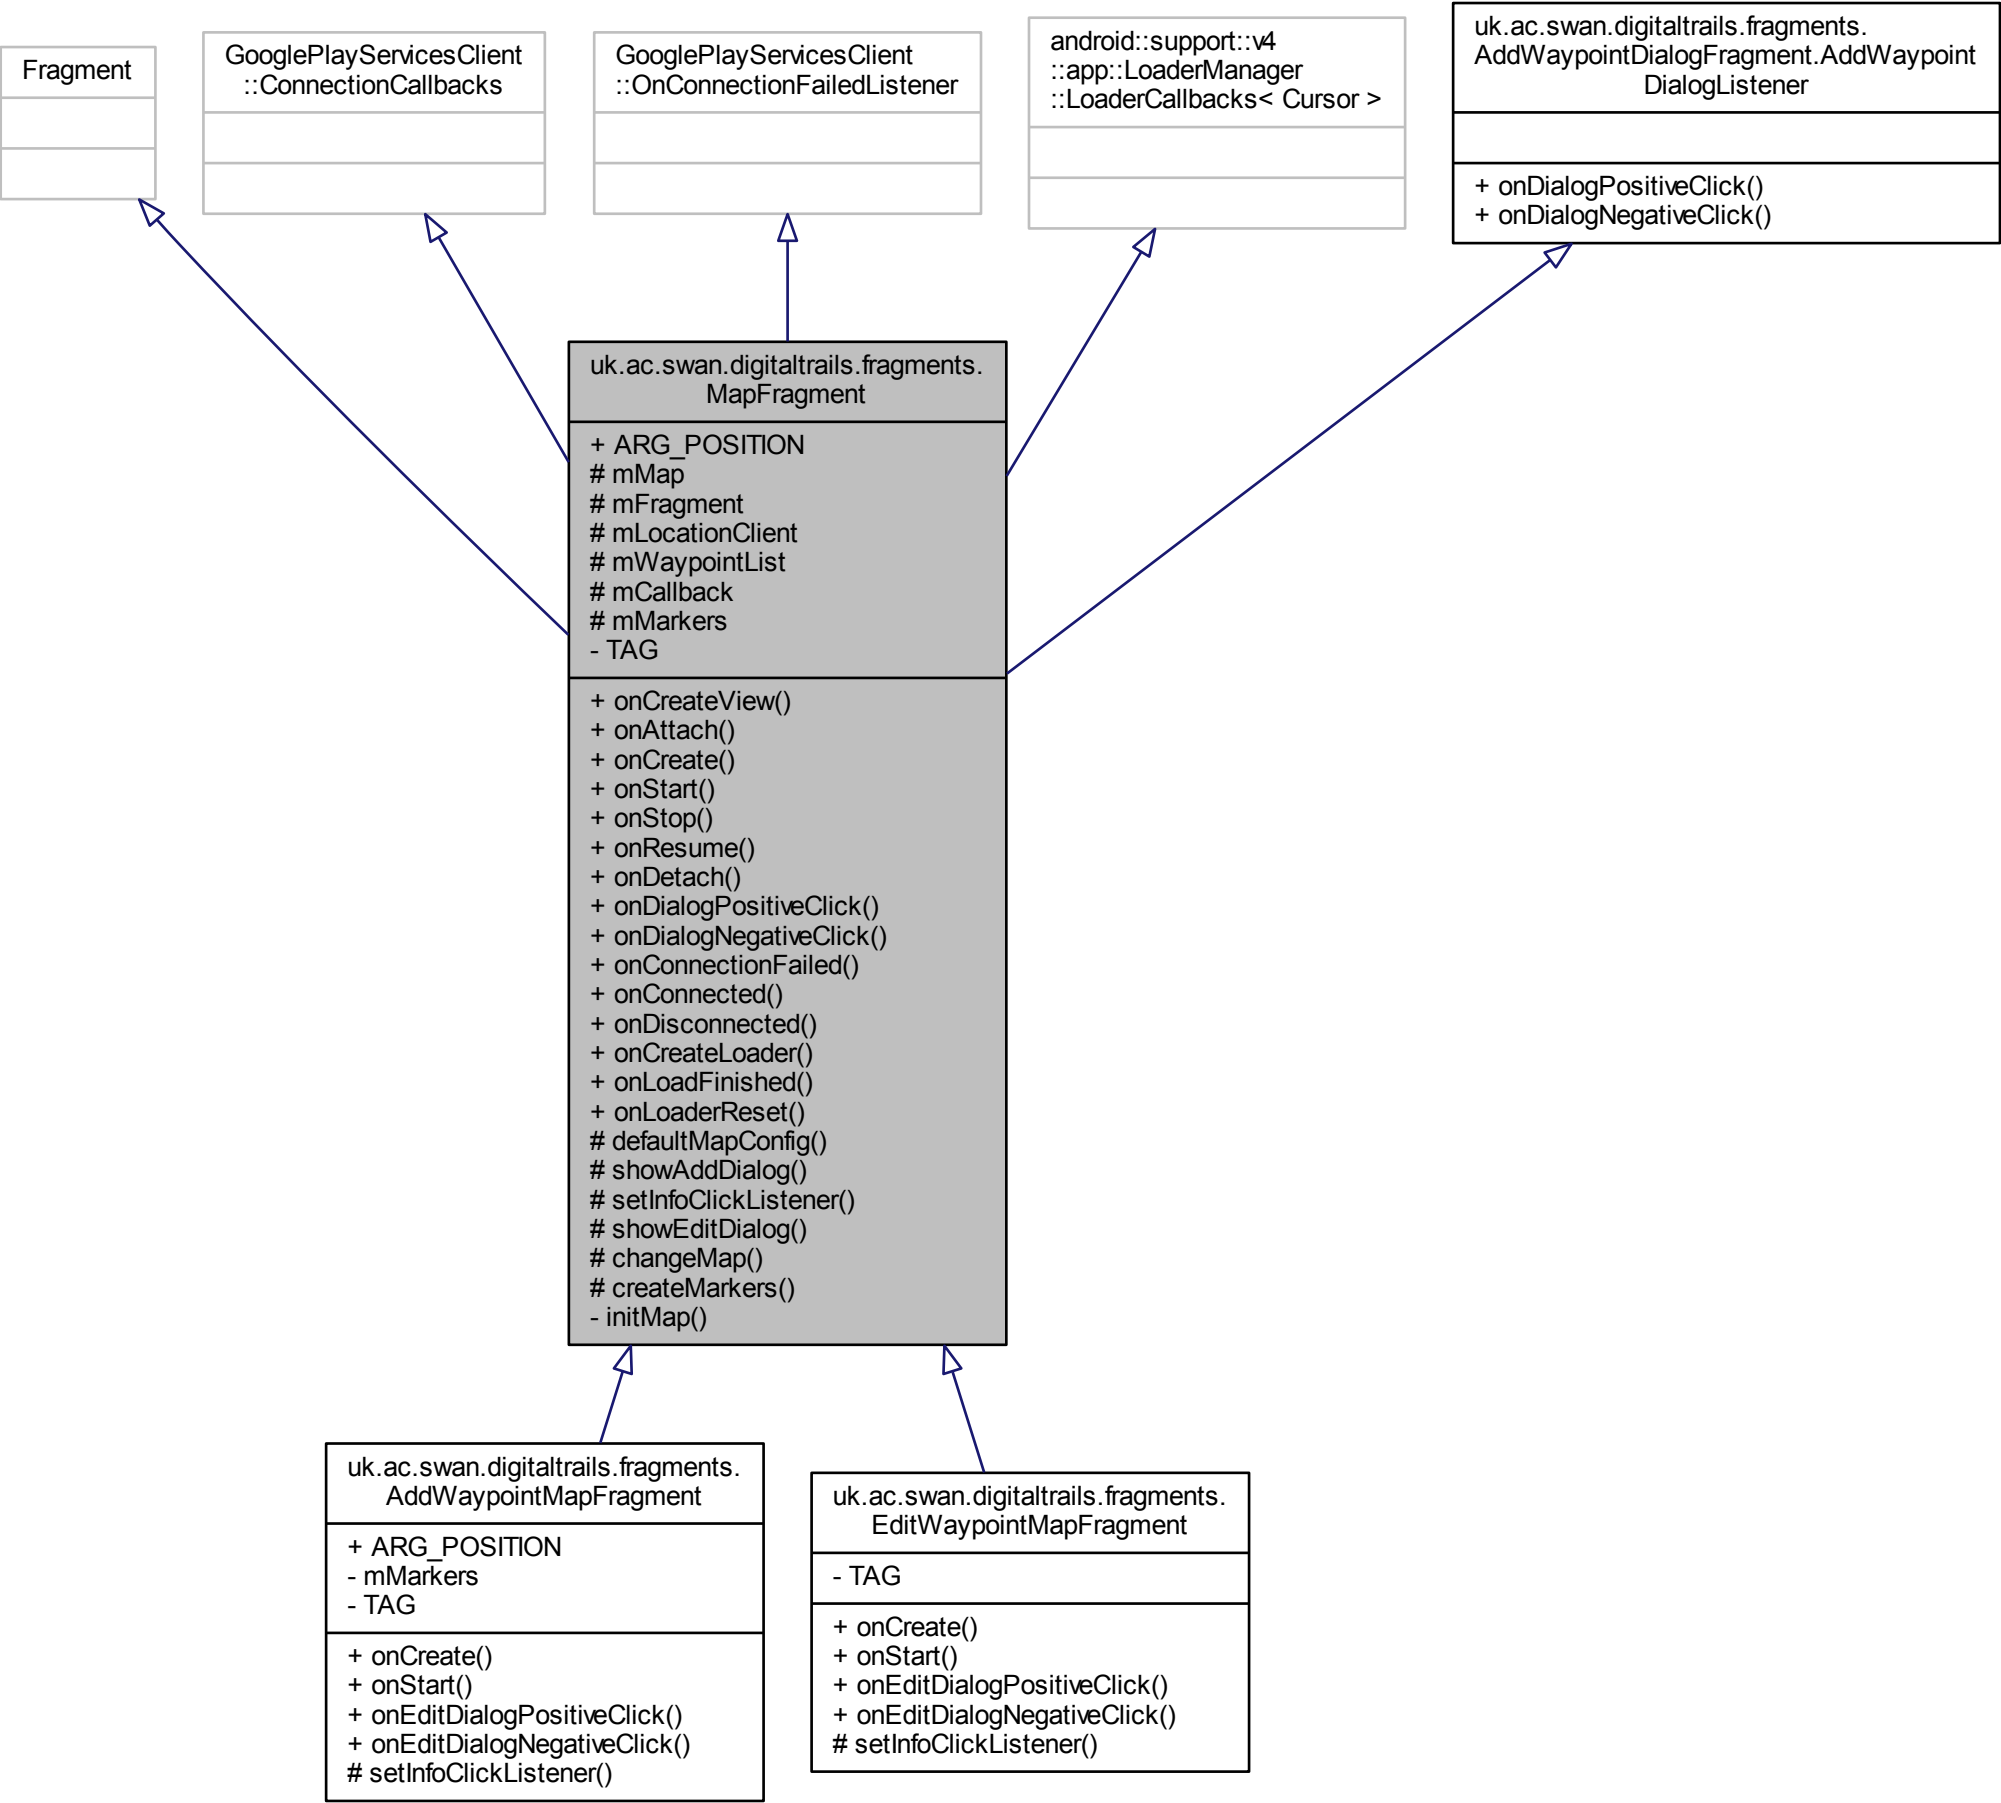 Fragment
GooglePlayServicesClient
::ConnectionCallbacks
GooglePlayServicesClient
::OnConnectionFailedListener
android::support::v4
::app::LoaderManager
::LoaderCallbacks< Cursor >
uk.ac.swan.digitaltrails.fragments.
AddWaypointDialogFragment.AddWaypoint
DialogListener
+ onDialogPositiveClick()
+ onDialogNegativeClick()
uk.ac.swan.digitaltrails.fragments.
MapFragment
+ ARG_POSITION
# mMap
# mFragment
# mLocationClient
# mWaypointList
# mCallback
# mMarkers
- TAG
+ onCreateView()
+ onAttach()
+ onCreate()
+ onStart()
+ onStop()
+ onResume()
+ onDetach()
+ onDialogPositiveClick()
+ onDialogNegativeClick()
+ onConnectionFailed()
+ onConnected()
+ onDisconnected()
+ onCreateLoader()
+ onLoadFinished()
+ onLoaderReset()
# defaultMapConfig()
# showAddDialog()
# setInfoClickListener()
# showEditDialog()
# changeMap()
# createMarkers()
- initMap()
uk.ac.swan.digitaltrails.fragments.
AddWaypointMapFragment
+ ARG_POSITION
- mMarkers
- TAG
+ onCreate()
+ onStart()
+ onEditDialogPositiveClick()
+ onEditDialogNegativeClick()
# setInfoClickListener()
uk.ac.swan.digitaltrails.fragments.
EditWaypointMapFragment
- TAG
+ onCreate()
+ onStart()
+ onEditDialogPositiveClick()
+ onEditDialogNegativeClick()
# setInfoClickListener()